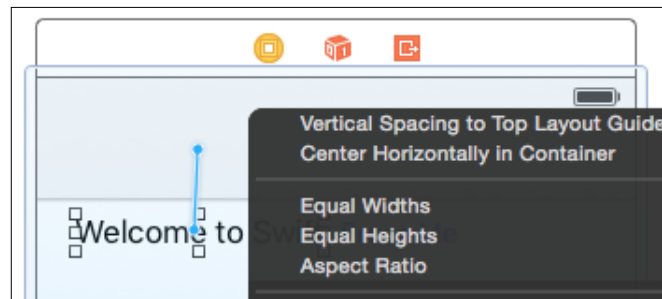 Vertical Spacing to Top Layout Guide
Center Horizontally in Container
Equal Widths
Welcome to
Equal Heights
Aspect Ratio